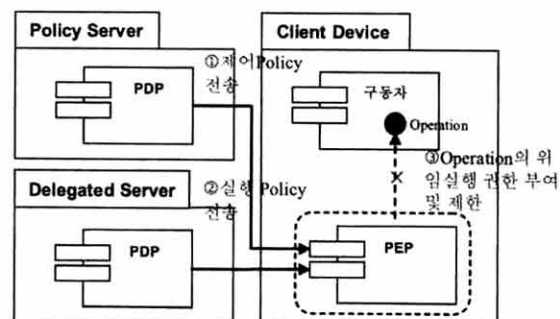 Policy Server
PDP
①제어Policy
전송
Client Device
구동자
Operation
③Operation의 위
임실행 권한 부여
및 제한
Delegated Server
②실행 Policy
전송
PDP
PEP